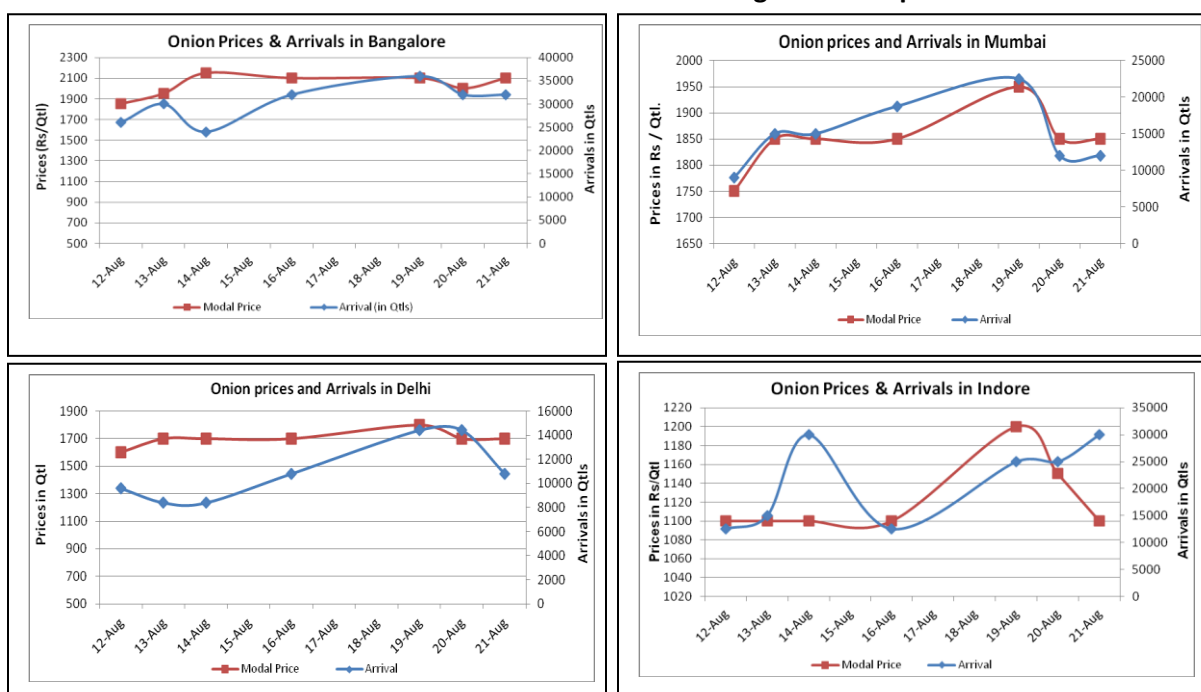 Onion Prices & Arrivals in Bangalore
Prices (Rs/Qtl)
2300
2100
1900
1700
1500
1300
1100
900
700
500
40000
35000
30000
25000
20000
15000
10000
5000
0
Arrivals in Qtls
12-Aug
13-Aug
14-Aug
15-Aug
16-Aug
17-Aug
18-Aug
19-Aug
20-Aug
21-Aug
Modal Price
Arrival (in Qtls)
Onion prices and Arrivals in Mumbai
Prices in Rs / Qtl.
2000
1950
1900
1850
1800
1750
1700
1650
25000
20000
15000
10000
5000
0
Arrivals in Qtls
12-Aug
13-Aug
14-Aug
15-Aug
16-Aug
17-Aug
18-Aug
19-Aug
20-Aug
21-Aug
Modal Price
Arrival
Onion prices and Arrivals in Delhi
Prices in Qtl
1900
1700
1500
1300
1100
900
700
500
16000
14000
12000
10000
8000
6000
4000
2000
0
Arrivals in Qtls
12-Aug
13-Aug
14-Aug
15-Aug
16-Aug
17-Aug
18-Aug
19-Aug
20-Aug
21-Aug
Modal Price
Arrival
Onion Prices & Arrivals in Indore
Prices in Rs/Qtl
1220
1200
1180
1160
1140
1120
1100
1080
1060
1040
1020
35000
30000
25000
20000
15000
10000
5000
0
Arrivals in Qtls
12-Aug
13-Aug
14-Aug
15-Aug
16-Aug
17-Aug
18-Aug
19-Aug
20-Aug
21-Aug
Modal Price
Arrival